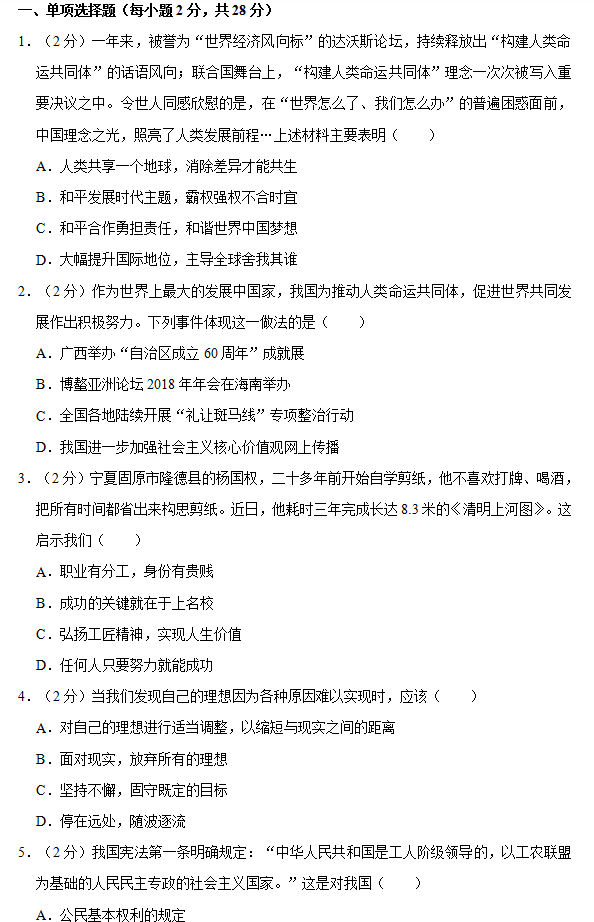 一、单项选择题（每小题 2 分，共 28 分）
1．（2 分）一年来，被誉为“世界经济风向标”的达沃斯论坛，持续释放出“构建人类命
运共同体”的话语风向；联合国舞台上，“构建人类命运共同体”理念一次次被写入重
要决议之中。令世人同感欣慰的是，在“世界怎么了、我们怎么办”的普遍困惑面前，
中国理念之光，照亮了人类发展前程…上述材料主要表明（　　）
A．人类共享一个地球，消除差异才能共生
B．和平发展时代主题，霸权强权不合时宜
C．和平合作勇担责任，和谐世界中国梦想
D．大幅提升国际地位，主导全球舍我其谁
2．（2 分）作为世界上最大的发展中国家，我国为推动人类命运共同体，促进世界共同发
展作出积极努力。下列事件体现这一做法的是（　　）
A．广西举办“自治区成立 60 周年”成就展
B．博鳌亚洲论坛 2018 年年会在海南举办
C．全国各地陆续开展“礼让斑马线”专项整治行动
D．我国进一步加强社会主义核心价值观网上传播
3．（2 分）宁夏固原市隆德县的杨国权，二十多年前开始自学剪纸，他不喜欢打牌、喝酒，
把所有时间都省出来构思剪纸。近日，他耗时三年完成长达 8.3 米的《清明上河图》。这
启示我们（　　）
A．职业有分工，身份有贵贱
B．成功的关键就在于上名校
C．弘扬工匠精神，实现人生价值
D．任何人只要努力就能成功
4．（2 分）当我们发现自己的理想因为各种原因难以实现时，应该（　　）
A．对自己的理想进行适当调整，以缩短与现实之间的距离
B．面对现实，放弃所有的理想
C．坚持不懈，固守既定的目标
D．停在远处，随波逐流
5．（2 分）我国宪法第一条明确规定：“中华人民共和国是工人阶级领导的，以工农联盟
为基础的人民民主专政的社会主义国家。”这是对我国（　　）
A．公民基本权利的规定